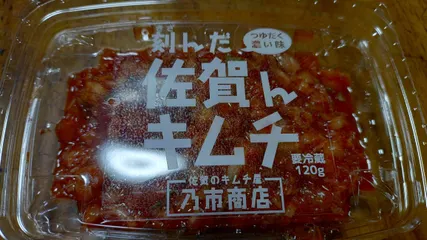 刻んだ
つゆだく
濃い味
佐賀ん
キムチ
要冷蔵
120g
佐賀のキムチ屋
乃市商店